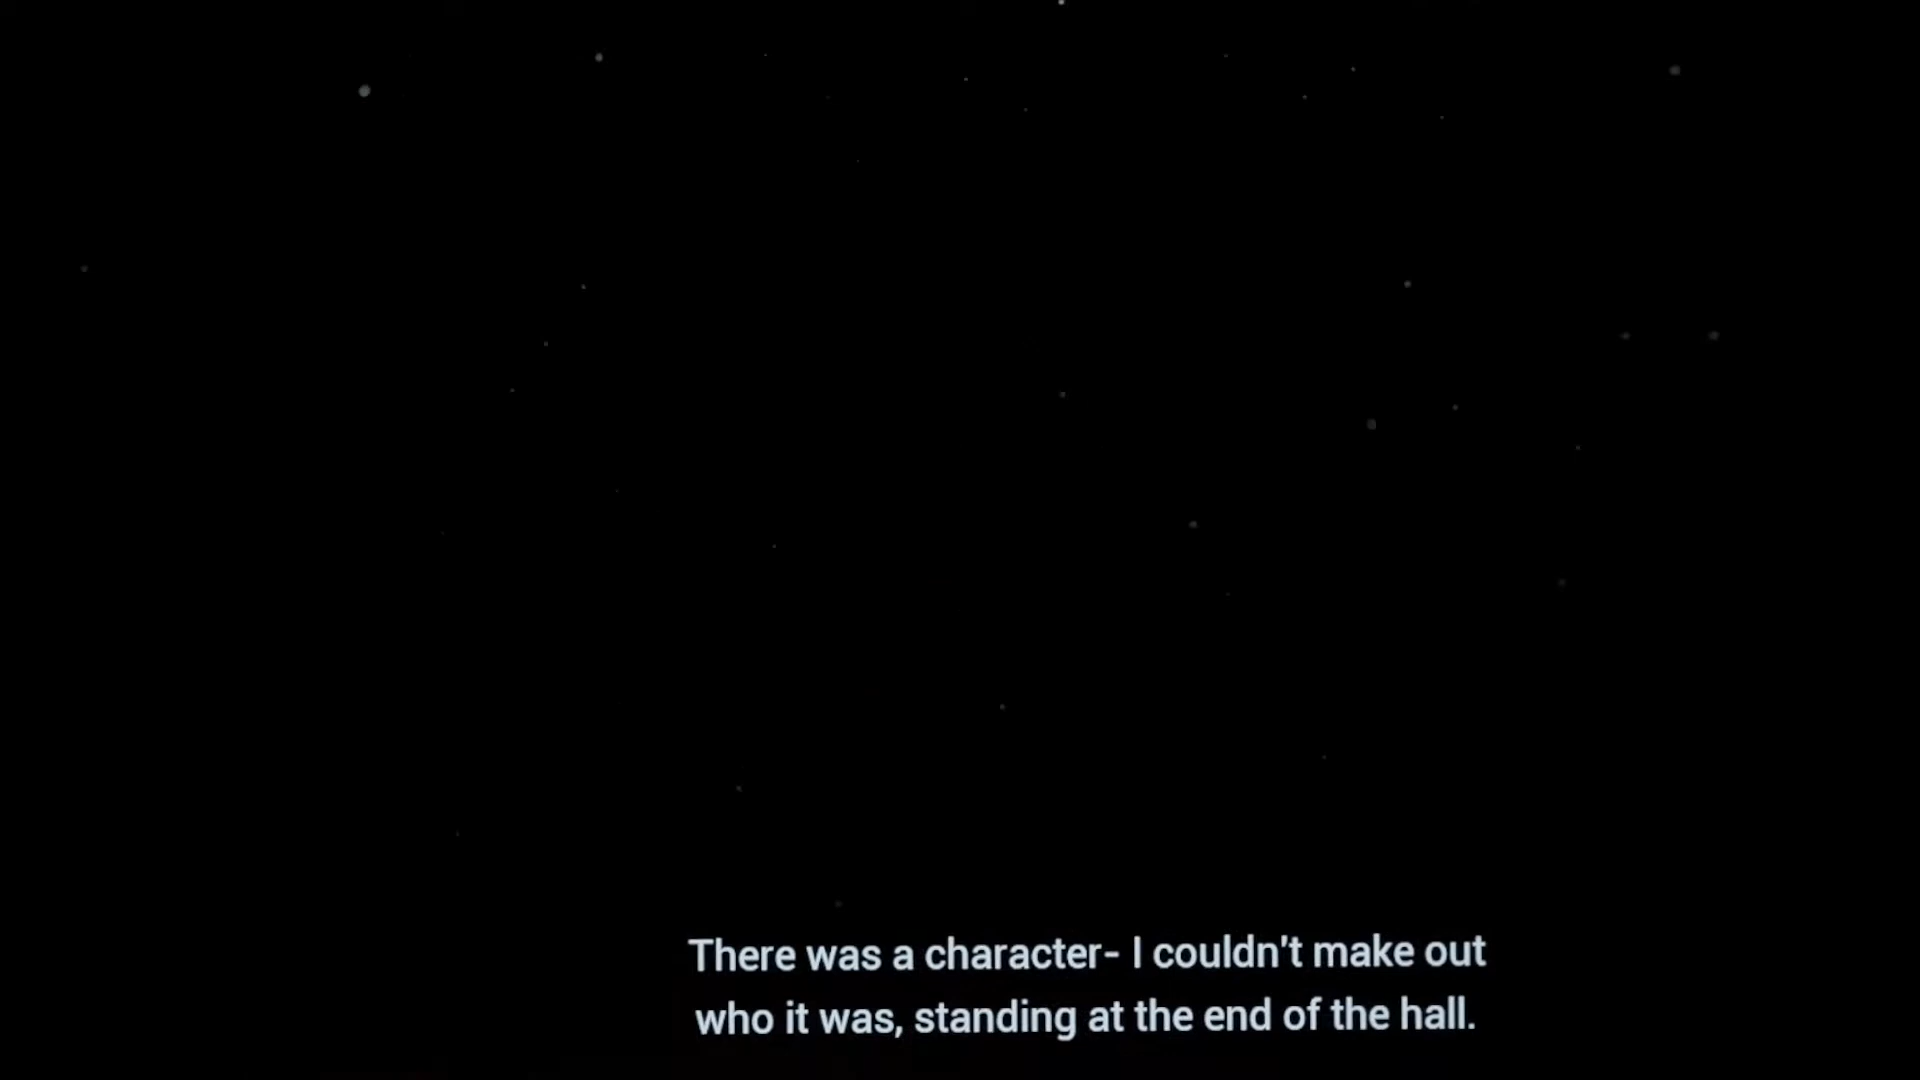 There was a character- I couldn't make out
who it was, standing at the end of the hall.